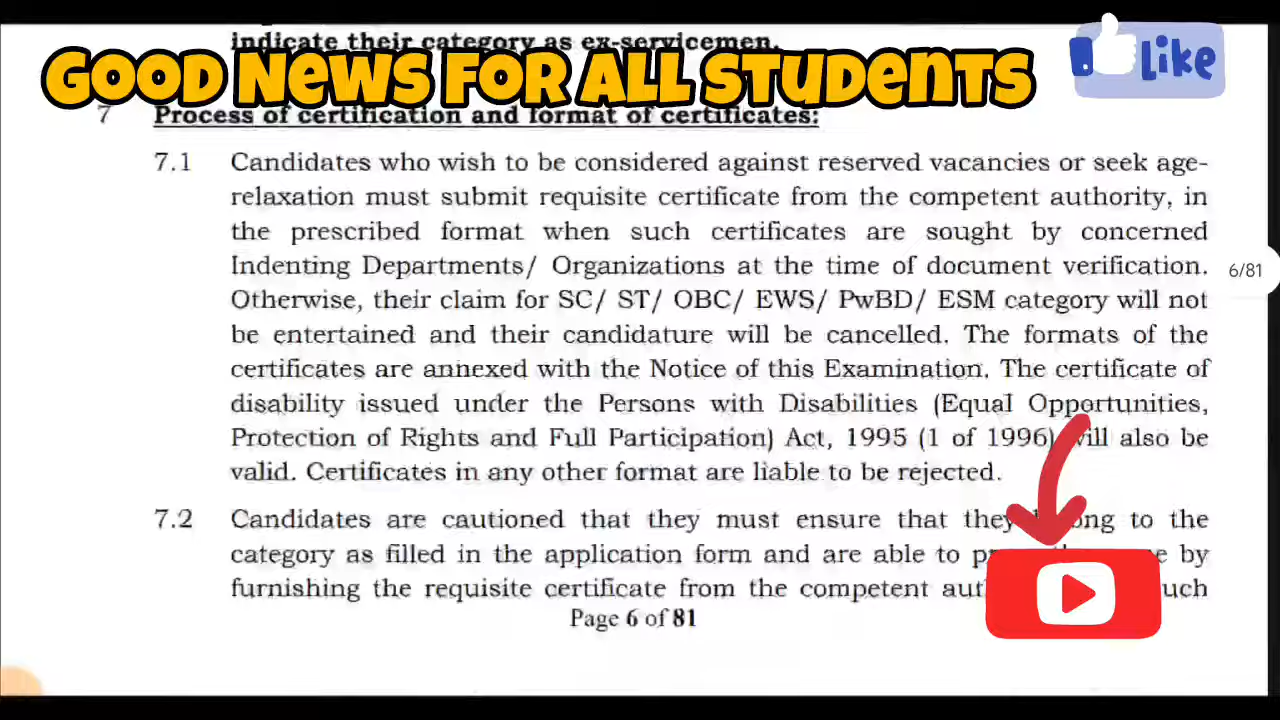 indicate their category as ex-servicemen.
GOOD NEWS FOR ALL STUDENTS
Like
7 Process of certification and format of certificates:
7.1 Candidates who wish to be considered against reserved vacancies or seek age-
relaxation must submit requisite certificate from the competent authority, in
the prescribed format when such certificates are sought by concerned
Indenting Departments/ Organizations at the time of document verification.
6/81
Otherwise, their claim for SC/ ST/ OBC/ EWS/ PwBD/ ESM category will not
be entertained and their candidature will be cancelled. The formats of the
certificates are annexed with the Notice of this Examination. The certificate of
disability issued under the Persons with Disabilities (Equal Opportunities,
Protection of Rights and Full Participation) Act, 1995 (1 of 1996) will also be
valid. Certificates in any other format are liable to be rejected.
7.2 Candidates are cautioned that they must ensure that they to the
category as filled in the application form and are able to by
furnishing the requisite certificate from the competent
Page 6 of 81